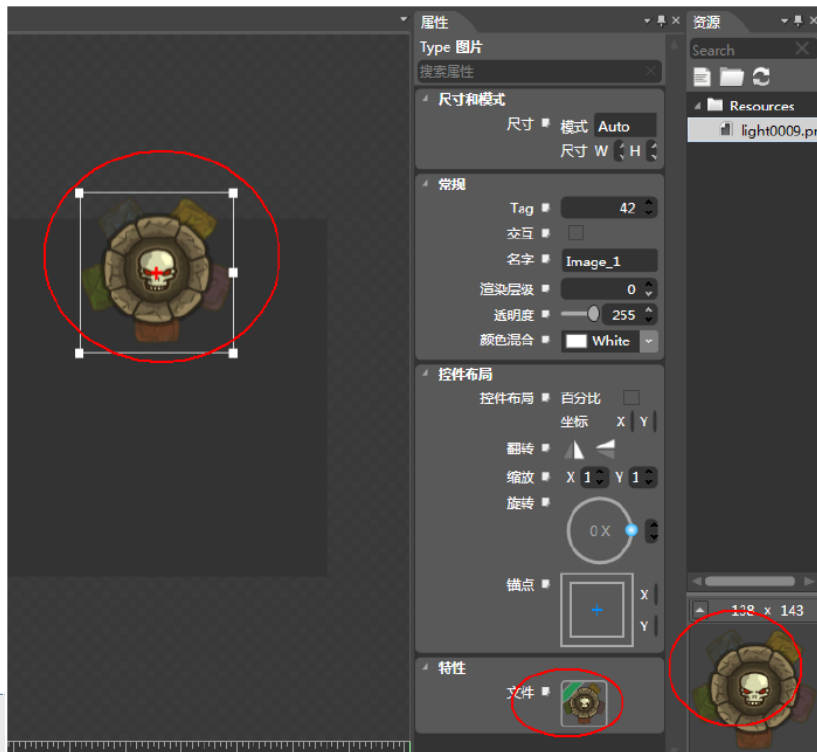 属性
Type 图片
搜索属性
尺寸和模式
尺寸 模式 Auto
尺寸 W H
常规
Tag 42
交互
名字 Image_1
渲染层级 0
透明度 255
颜色混合 White
控件布局
控件布局 百分比
坐标 X Y
翻转
缩放 X 1 Y 1
旋转
0 X
锚点
X
Y
特性
文件
资源
Search
Resources
light0009.pr
138 x 143